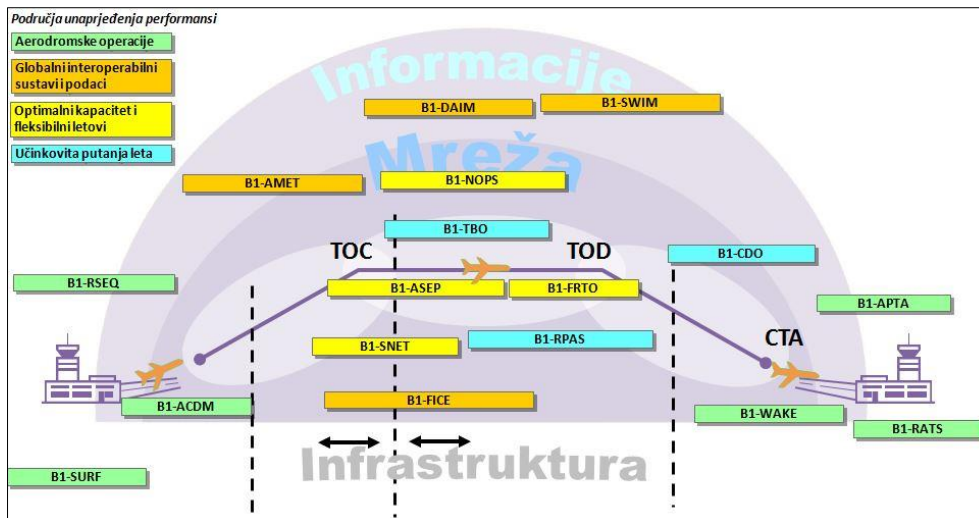 Područja unaprjeđenja performansi
Aerodromske operacije
Globalni interoperabilni
sustavi i podaci
Optimalni kapacitet i
fleksibilni letovi
Učinkovita putanja leta
Informacije
B1-DAIM
B1-SWIM
Mreža
B1-AMET
B1-NOPS
B1-TBO
TOC
TOD
B1-CDO
B1-RSEQ
B1-ASEP
B1-FRTO
B1-APTA
B1-SNET
B1-RPAS
CTA
B1-ACDM
B1-FICE
B1-WAKE
B1-RATS
Infrastruktura
B1-SURF